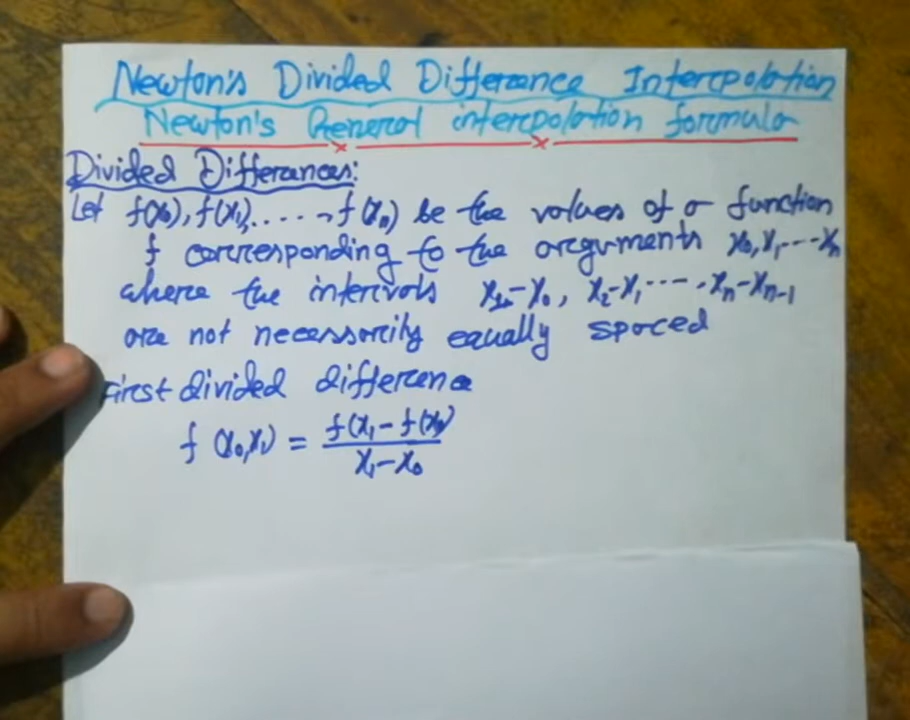 Newton's Divided Difference Interpolation
Newton's General interpolation formula
Divided Differences:
Let f(x₀), f(x₁), ....., f(xₙ) be the values of a function
f corresponding to the arguments x₀, x₁, ... xₙ
where the intervals x₁-x₀, x₂-x₁, ...., xₙ-xₙ₋₁
are not necessarily equally spaced
First divided difference
f (x₀,x₁) = f(x₁ - f(x₀) / x₁-x₀